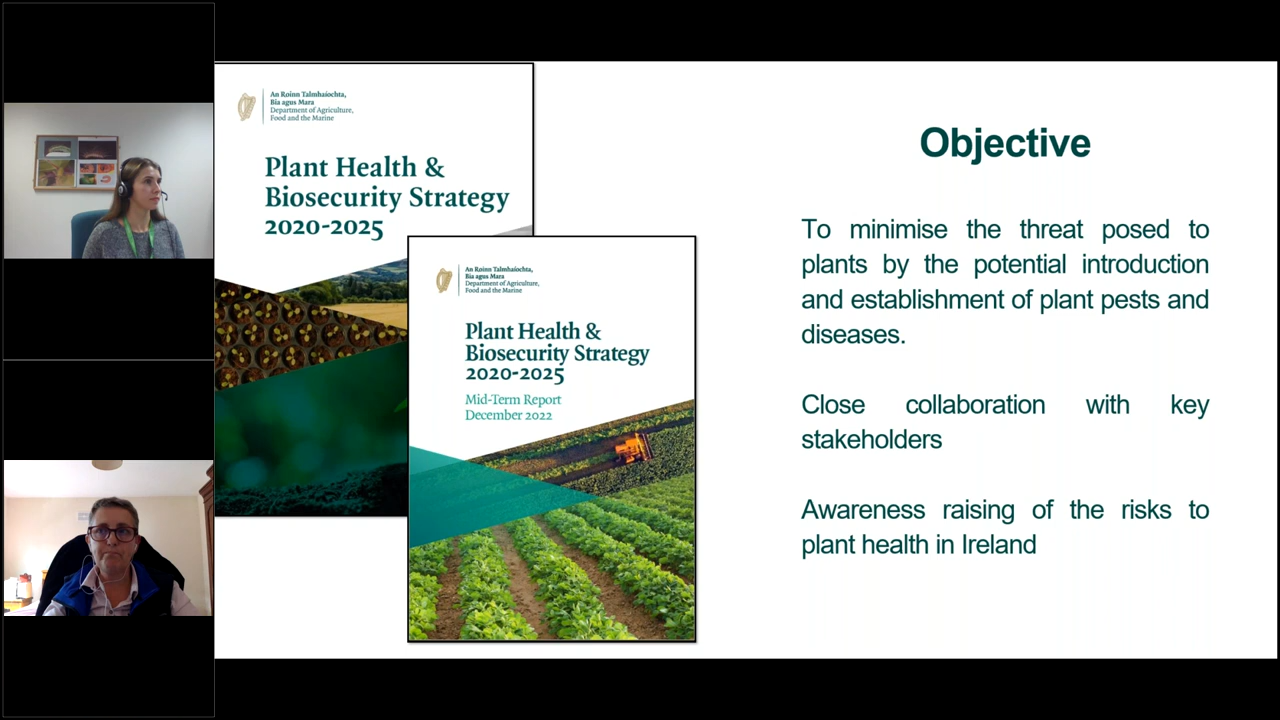 An Roinn Talmhaíochta,
Bia agus Mara
Department of Agriculture,
Food and the Marine
Plant Health &
Biosecurity Strategy
2020-2025
An Roinn Talmhaíochta,
Bia agus Mara
Department of Agriculture,
Food and the Marine
Plant Health &
Biosecurity Strategy
2020-2025
Mid-Term Report
December 2022
Objective
To minimise the threat posed to
plants by the potential introduction
and establishment of plant pests and
diseases.
Close collaboration with key
stakeholders
Awareness raising of the risks to
plant health in Ireland